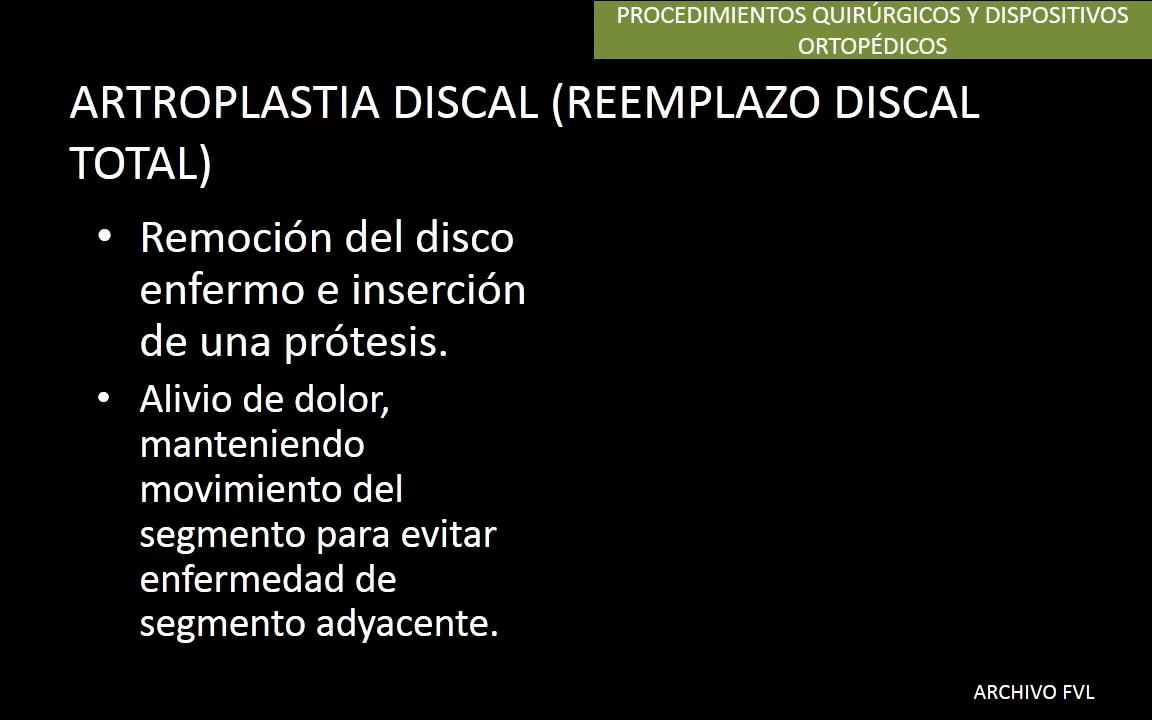 PROCEDIMIENTOS QUIRÚRGICOS Y DISPOSITIVOS
ORTOPÉDICOS
ARTROPLASTIA DISCAL (REEMPLAZO DISCAL
TOTAL)
• Remoción del disco
enfermo e inserción
de una prótesis.
• Alivio de dolor,
manteniendo
movimiento del
segmento para evitar
enfermedad de
segmento adyacente.
ARCHIVO FVL